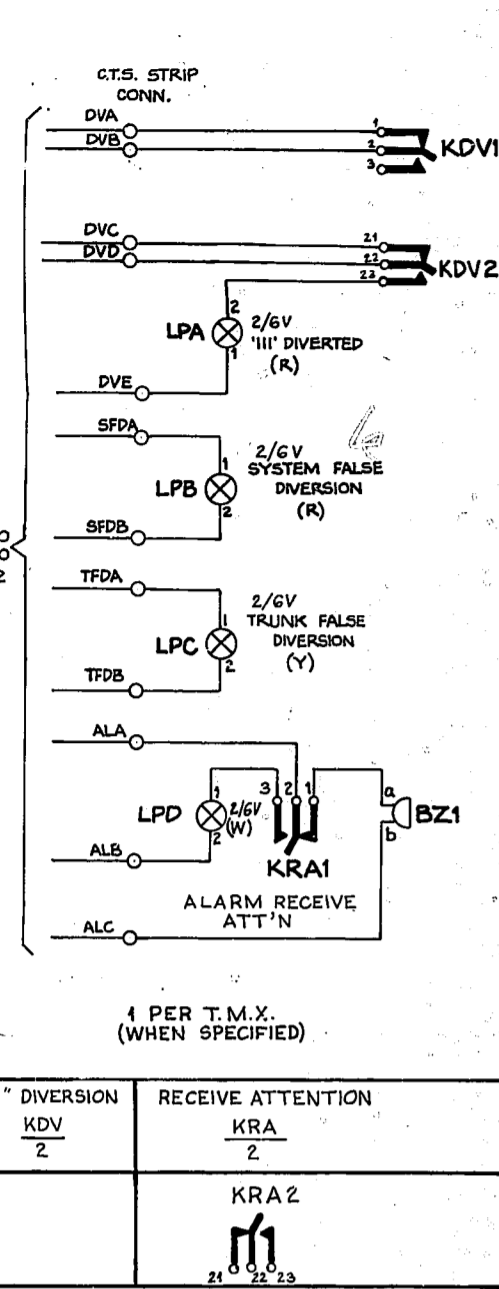 C.T.S. STRIP
CONN.
DVA
DVB
1
2
3
KDV1
DVC
DVD
21
22
23
KDV2
2
LPA
2/6V
'111' DIVERTED
(R)
1
DVE
SFDA
1
LPB
2/6V
SYSTEM FALSE
DIVERSION
(R)
2
SFDB
TFDA
1
LPC
2/6V
TRUNK FALSE
DIVERSION
(Y)
2
TFDB
ALA
1
LPD
2/6V
(W)
2
3 2 1
KRA1
a
b
BZ1
ALB
ALARM RECEIVE
ATT'N
ALC
1 PER T.M.X.
(WHEN SPECIFIED)
" DIVERSION
KDV
2
RECEIVE ATTENTION
KRA
2
KRA2
21 22 23